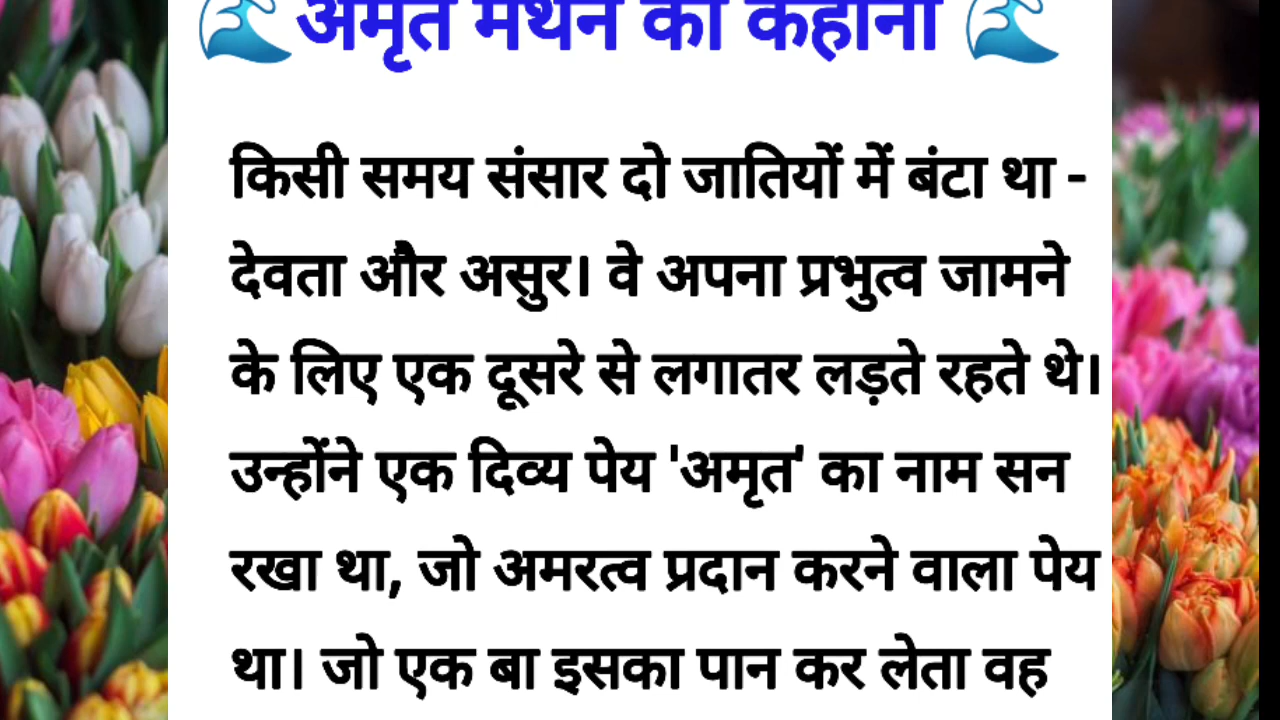 🌊अमृत मंथन की कहानी 🌊
किसी समय संसार दो जातियों में बंटा था -
देवता और असुर। वे अपना प्रभुत्व जामने
के लिए एक दूसरे से लगातर लड़ते रहते थे।
उन्होंने एक दिव्य पेय 'अमृत' का नाम सन
रखा था, जो अमरत्व प्रदान करने वाला पेय
था। जो एक बा इसका पान कर लेता वह